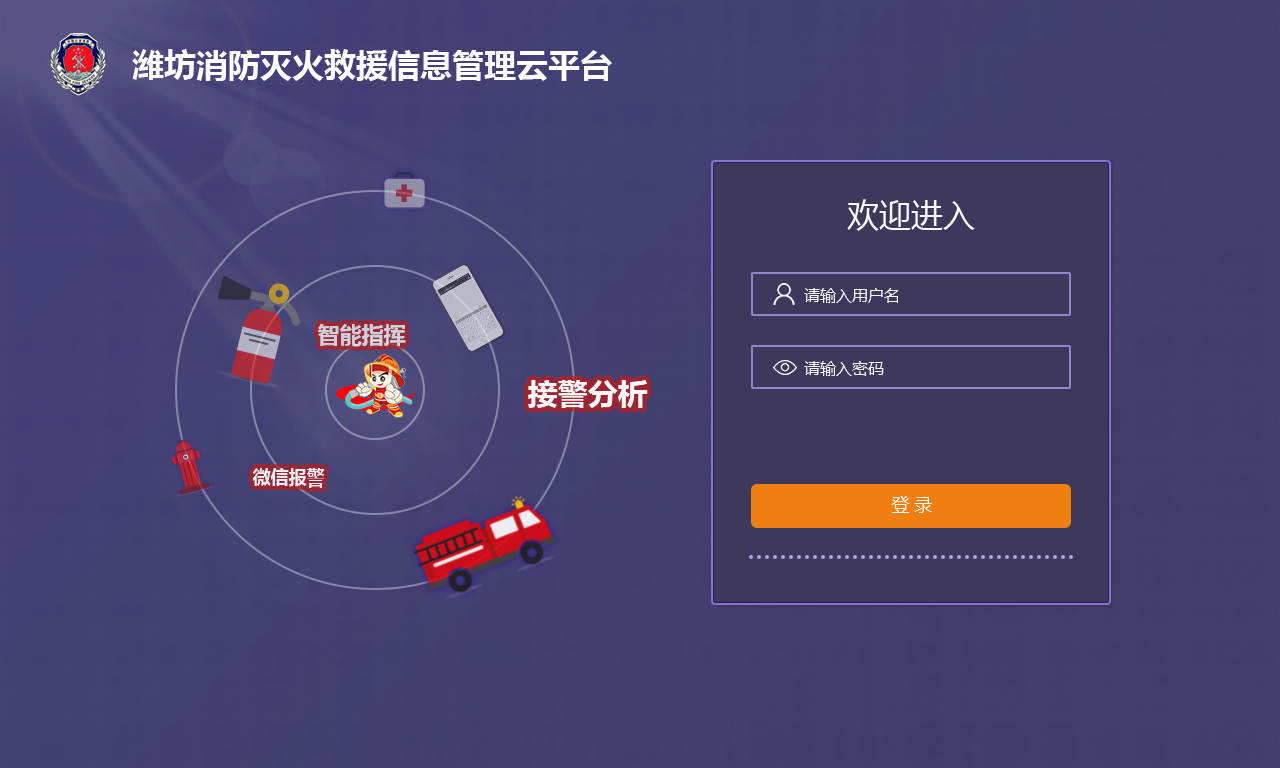 潍坊消防灭火救援信息管理云平台
智能指挥
接警分析
微信报警
欢迎进入
请输入用户名
请输入密码
登 录